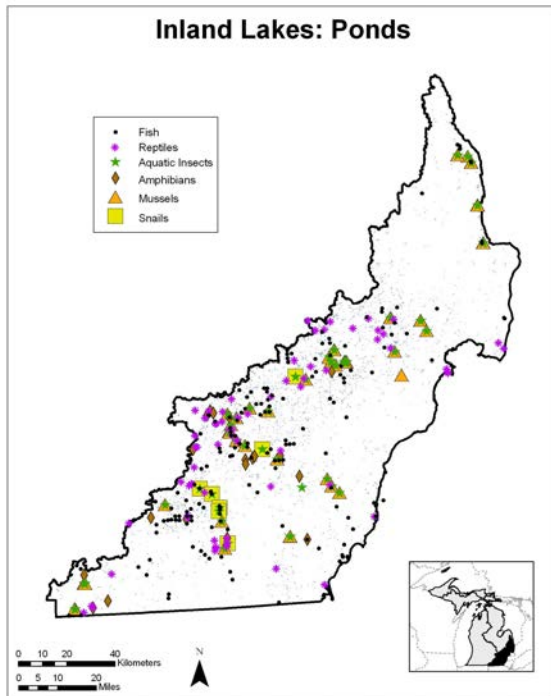 Inland Lakes: Ponds
Fish
Reptiles
Aquatic Insects
Amphibians
Mussels
Snails
0 5 10 20 40
Kilometers
0 5 10 20
Miles
N